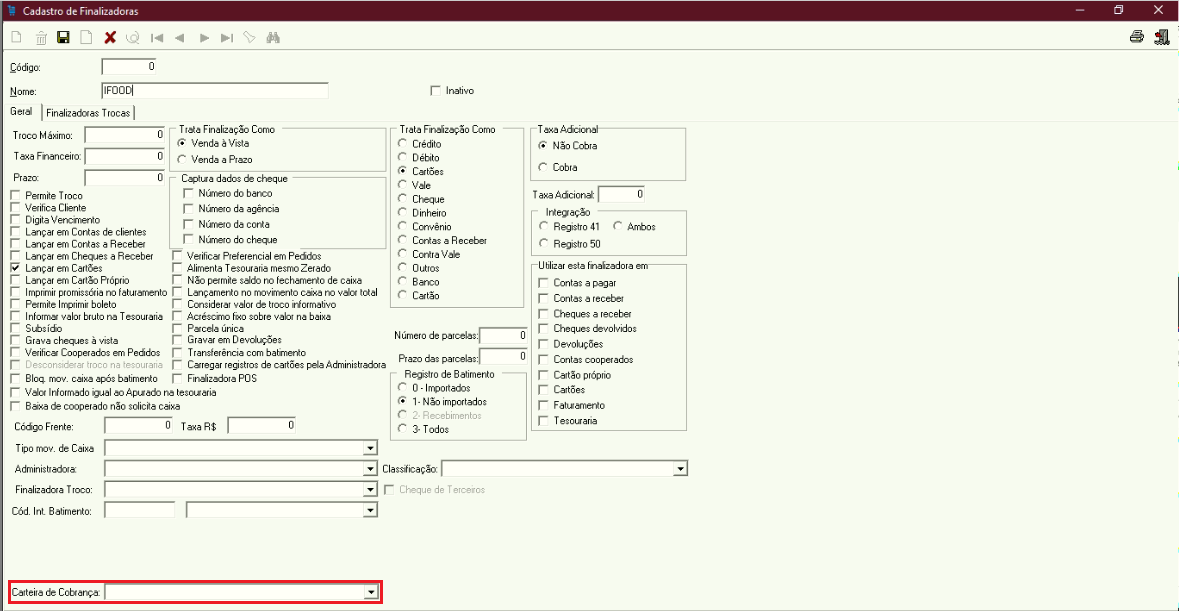 Cadastro de Finalizadoras
Código: 0
Nome: IFOOD
Inativo
Geral Finalizadoras Trocas
Troco Máximo: 0
Taxa Financeiro: 0
Prazo: 0
Permite Troco
Verifica Cliente
Digita Vencimento
Lançar em Contas de clientes
Lançar em Contas a Receber
Lançar em Cheques a Receber
Lançar em Cartões
Lançar em Cartão Próprio
Imprimir promissória no faturamento
Permite Imprimir boleto
Informar valor bruto na Tesouraria
Subsídio
Grava cheques à vista
Verificar Cooperados em Pedidos
Desconsiderar troco na tesouraria
Bloq. mov. caixa após batimento
Valor Informado igual ao Apurado na tesouraria
Baixa de cooperado não solicita caixa
Trata Finalização Como
Venda à Vista
Venda a Prazo
Captura dados de cheque
Número do banco
Número da agência
Número da conta
Número do cheque
Verificar Preferencial em Pedidos
Alimenta Tesouraria mesmo Zerado
Não permite saldo no fechamento de caixa
Lançamento no movimento caixa no valor total
Considerar valor de troco informativo
Acréscimo fixo sobre valor na baixa
Parcela única
Gravar em Devoluções
Transferência com batimento
Carregar registros de cartões pela Administradora
Finalizadora POS
Trata Finalização Como
Crédito
Débito
Cartões
Vale
Cheque
Dinheiro
Convênio
Contas a Receber
Contra Vale
Outros
Banco
Cartão
Número de parcelas: 0
Prazo das parcelas: 0
Registro de Batimento
0 - Importados
1- Não importados
2- Recebimentos
3- Todos
Taxa Adicional
Não Cobra
Cobra
Taxa Adicional: 0
Integração
Registro 41 Ambos
Registro 50
Utilizar esta finalizadora em
Contas a pagar
Contas a receber
Cheques a receber
Cheques devolvidos
Devoluções
Contas cooperados
Cartão próprio
Cartões
Faturamento
Tesouraria
Código Frente: 0 Taxa R$ 0
Tipo mov. de Caixa
Administradora: Classificação:
Finalizadora Troco: Cheque de Terceiros
Cód. Int. Batimento:
Carteira de Cobrança: